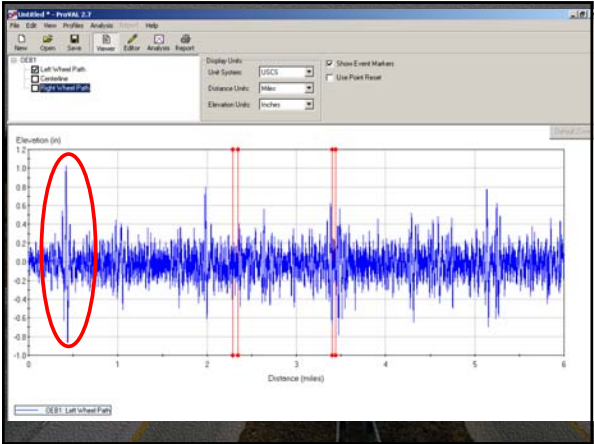 Untitled * - ProVAL 2.7
File Edit View Profiles Analysis Report Help
New Open Save Viewer Editor Analysis Report
OEB1
Left Wheel Path
Centerline
Right Wheel Path
Display Units
Unit System: USCS
Distance Units: Miles
Elevation Units: Inches
Show Event Markers
Use Point Reset
Default Zoom
Elevation (in)
1.2
1.0
0.8
0.6
0.4
0.2
0.0
-0.2
-0.4
-0.6
-0.8
-1.0
0 1 2 3 4 5 6
Distance (miles)
OEB1: Left Wheel Path